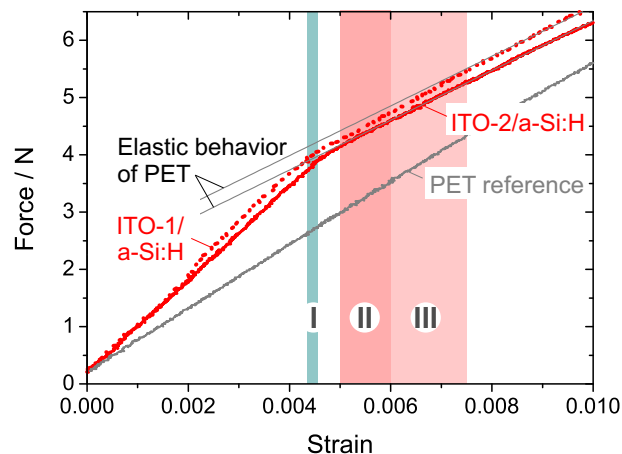 6
5
4
3
2
1
0
Force / N
Elastic behavior
of PET
ITO-1/
a-Si:H
ITO-2/a-Si:H
PET reference
I
II
III
0.000
0.002
0.004
0.006
0.008
0.010
Strain